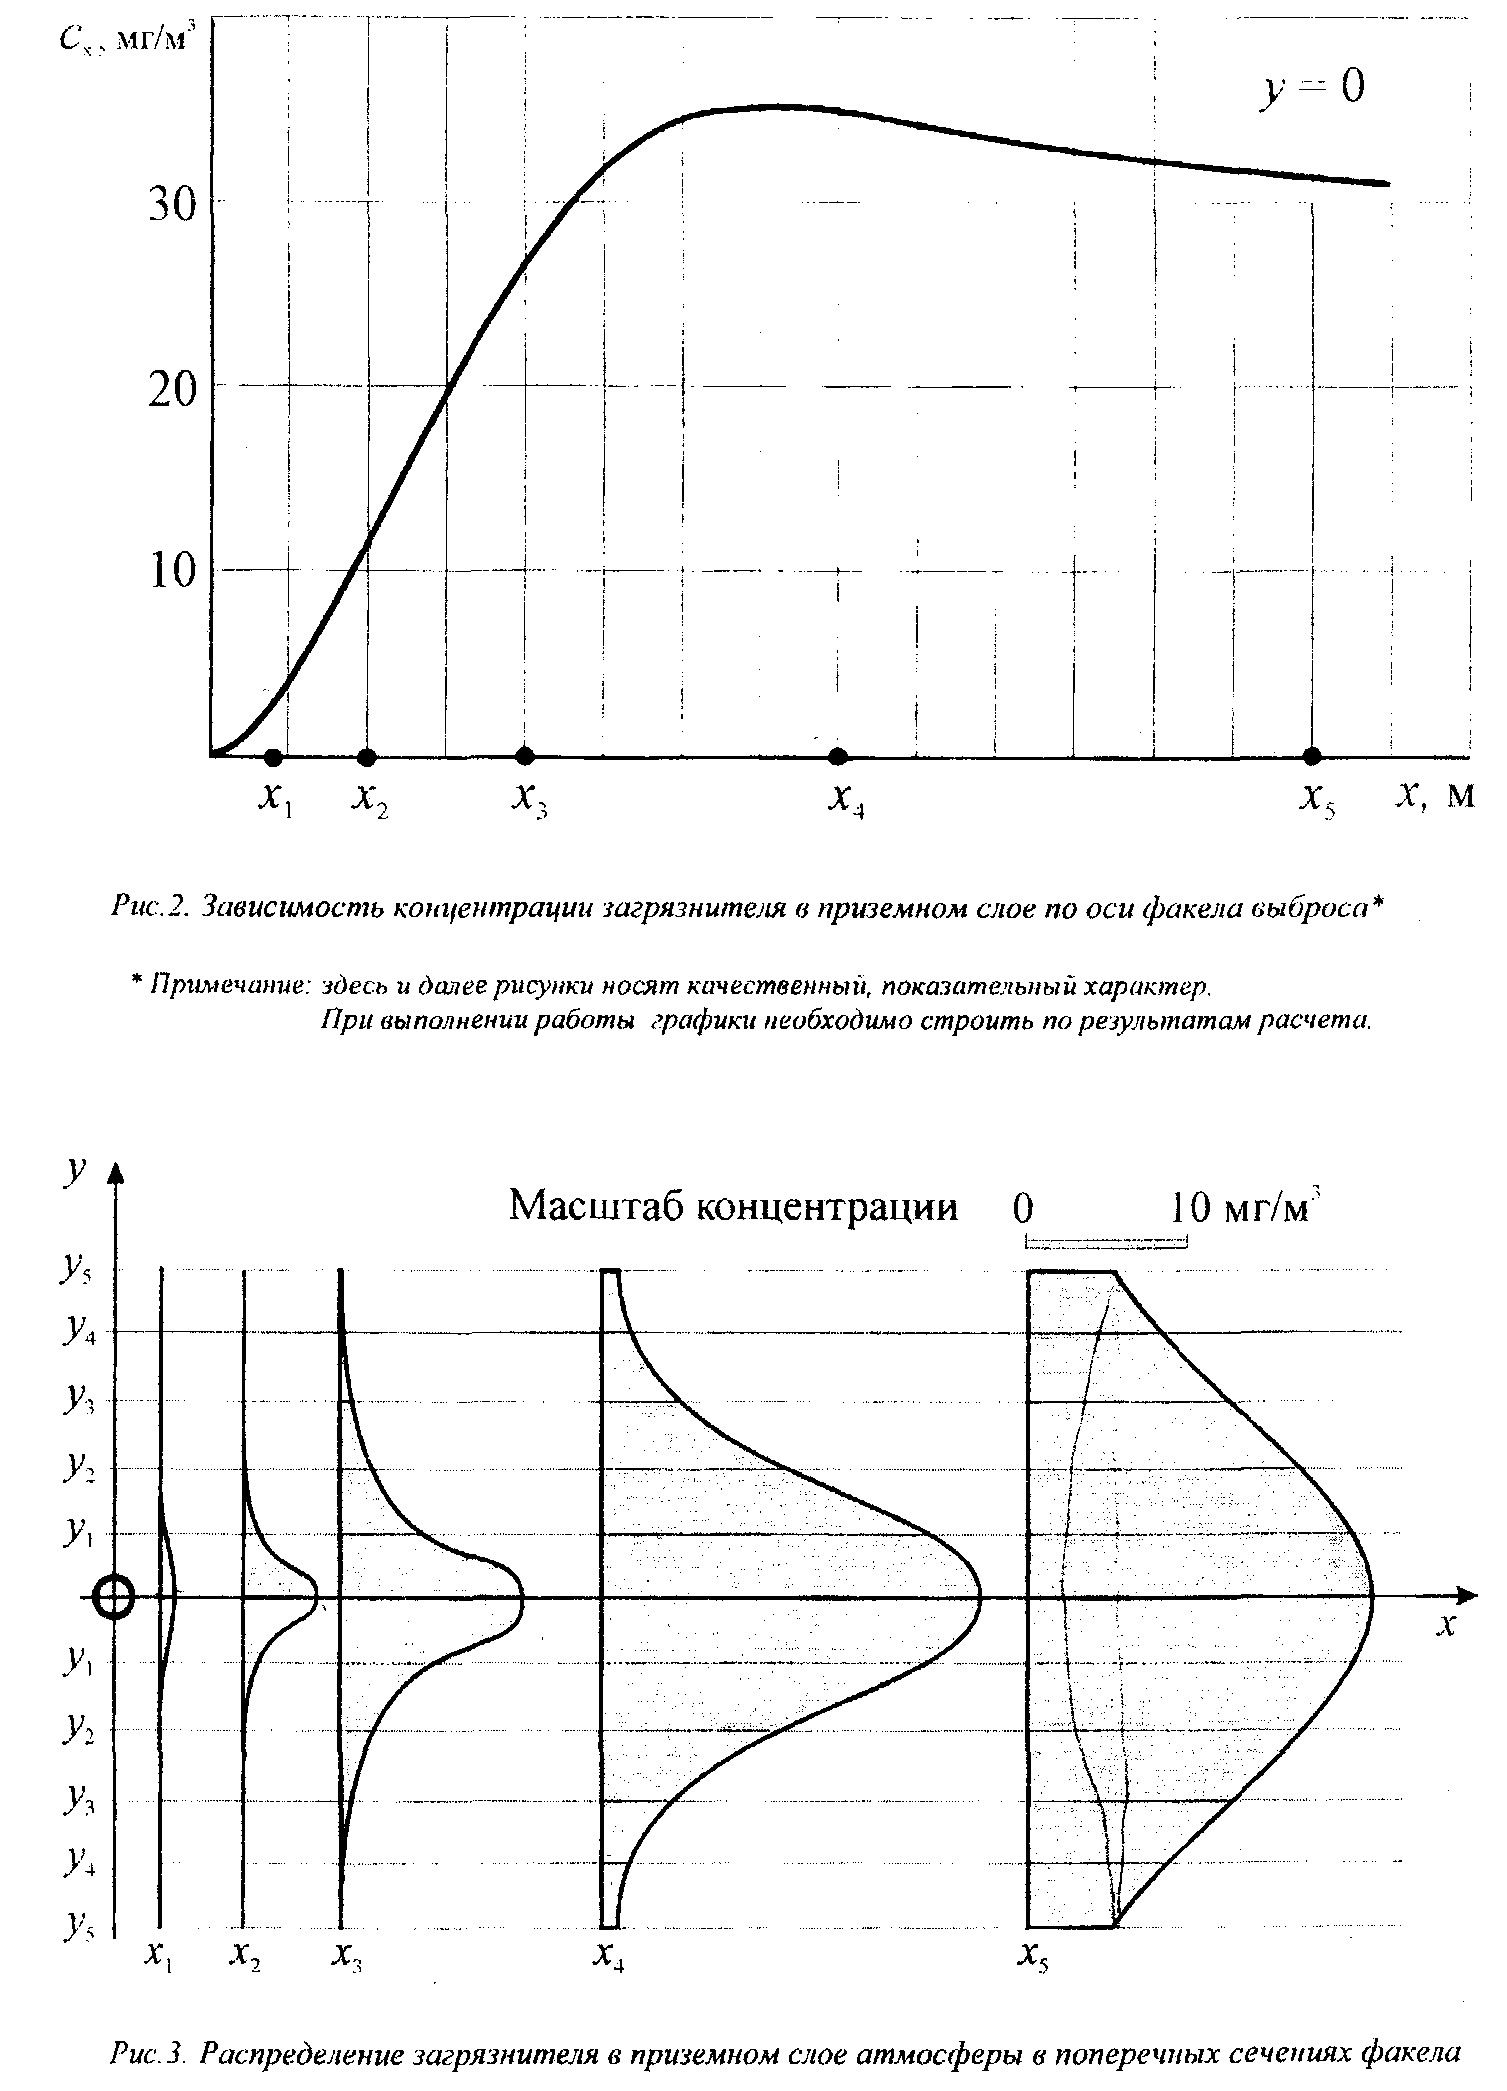 Cₓ, мг/м³
y = 0
30
20
10
x₁ x₂ x₃ x₄ x₅ x, м
Рис.2. Зависимость концентрации загрязнителя в приземном слое по оси факела выброса*
* Примечание: здесь и далее рисунки носят качественный, показательный характер.
При выполнении работы графики необходимо строить по результатам расчета.
y
Масштаб концентрации 0 10 мг/м³
y₅
y₄
y₃
y₂
y₁
x
y₁
y₂
y₃
y₄
y₅
x₁ x₂ x₃ x₄ x₅
Рис.3. Распределение загрязнителя в приземном слое атмосферы в поперечных сечениях факела